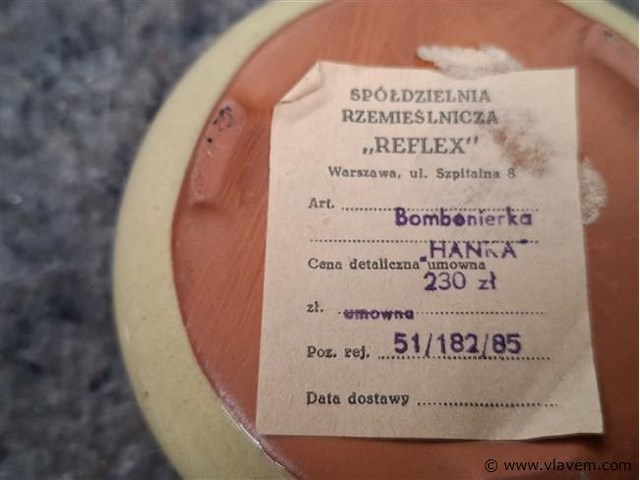 SPÓŁDZIELNIA
RZEMIEŚLNICZA
„REFLEX"
Warszawa, ul. Szpitalna 8
Art. Bombonierka
„HANKA"
Cena detaliczna umowna
230 zł
zł. umowna
Poz. rej. 51/182/85
Data dostawy
© www.vlavem.com